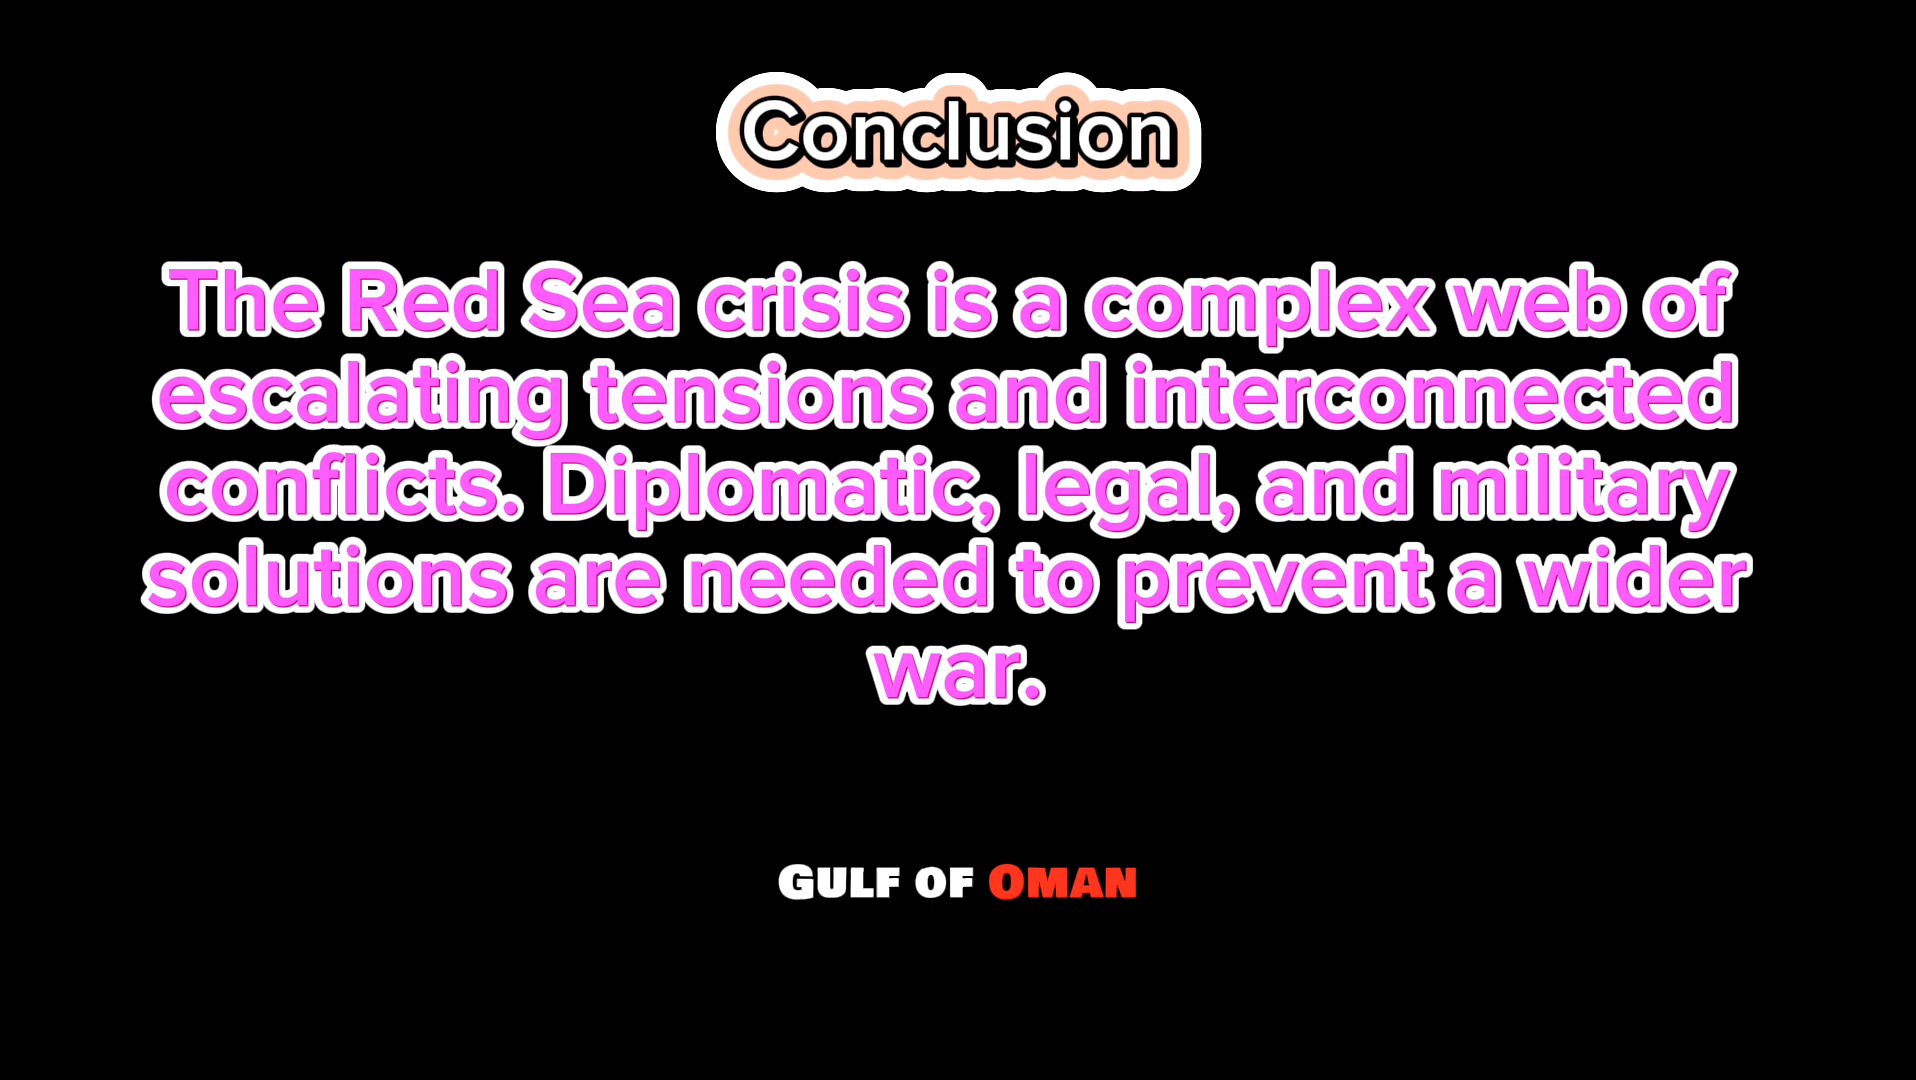 Conclusion
The Red Sea crisis is a complex web of
escalating tensions and interconnected
conflicts. Diplomatic, legal, and military
solutions are needed to prevent a wider
war.
Gulf of Oman